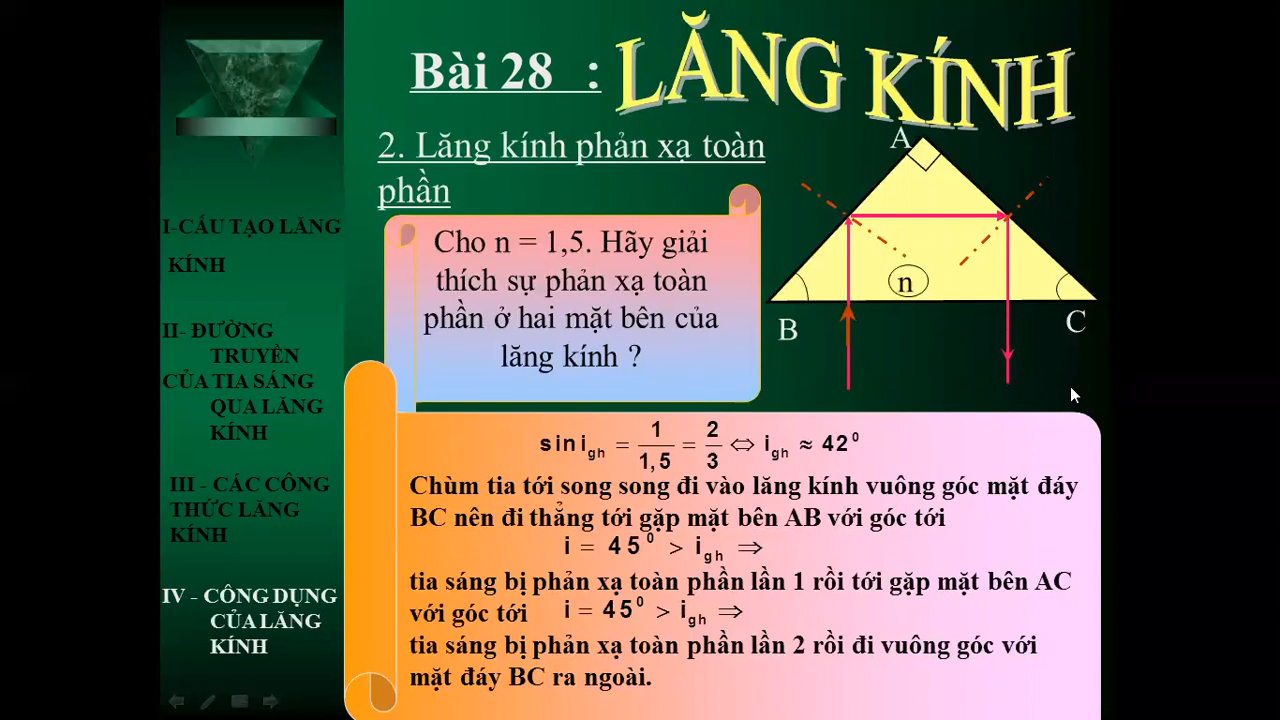 Bài 28 : LĂNG KÍNH
2. Lăng kính phản xạ toàn
phần
I-CẤU TẠO LĂNG
KÍNH
II- ĐƯỜNG
TRUYỀN
CỦA TIA SÁNG
QUA LĂNG
KÍNH
III - CÁC CÔNG
THỨC LĂNG
KÍNH
IV - CÔNG DỤNG
CỦA LĂNG
KÍNH
Cho n = 1,5. Hãy giải
thích sự phản xạ toàn
phần ở hai mặt bên của
lăng kính ?
A
n
B
C
sin i_gh = 1/1,5 = 2/3 ⇔ i_gh ≈ 42⁰
Chùm tia tới song song đi vào lăng kính vuông góc mặt đáy
BC nên đi thẳng tới gặp mặt bên AB với góc tới
i = 45⁰ > i_gh ⇒
tia sáng bị phản xạ toàn phần lần 1 rồi tới gặp mặt bên AC
với góc tới i = 45⁰ > i_gh ⇒
tia sáng bị phản xạ toàn phần lần 2 rồi đi vuông góc với
mặt đáy BC ra ngoài.